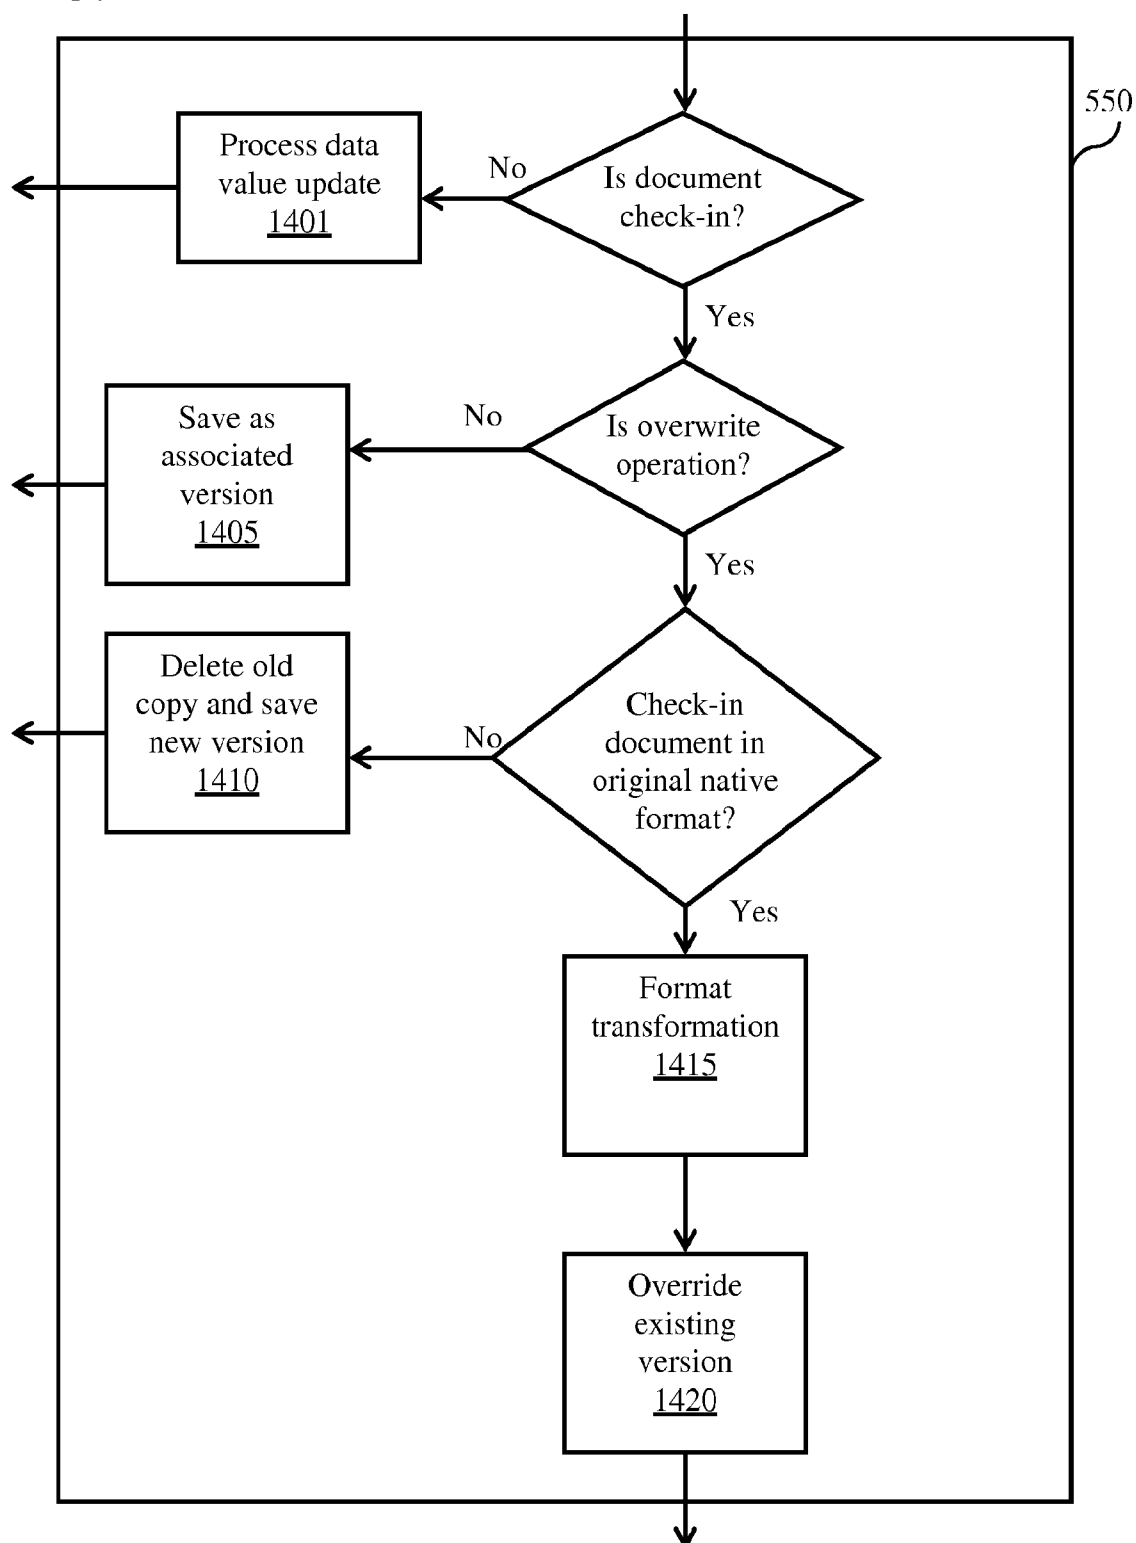 550
Process data
value update
1401
No
Is document
check-in?
Yes
Save as
associated
version
1405
No
Is overwrite
operation?
Yes
Delete old
copy and save
new version
1410
No
Check-in
document in
original native
format?
Yes
Format
transformation
1415
Override
existing
version
1420